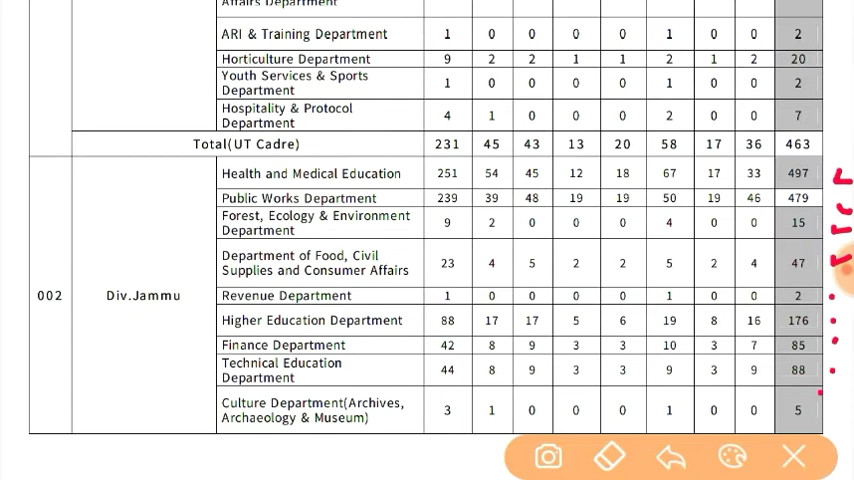 Affairs Department
ARI & Training Department 1 0 0 0 0 1 0 0 2
Horticulture Department 9 2 2 1 1 2 1 2 20
Youth Services & Sports
Department 1 0 0 0 0 1 0 0 2
Hospitality & Protocol
Department 4 1 0 0 0 2 0 0 7
Total(UT Cadre) 231 45 43 13 20 58 17 36 463
002 Div.Jammu
Health and Medical Education 251 54 45 12 18 67 17 33 497
Public Works Department 239 39 48 19 19 50 19 46 479
Forest, Ecology & Environment
Department 9 2 0 0 0 4 0 0 15
Department of Food, Civil
Supplies and Consumer Affairs 23 4 5 2 2 5 2 4 47
Revenue Department 1 0 0 0 0 1 0 0 2
Higher Education Department 88 17 17 5 6 19 8 16 176
Finance Department 42 8 9 3 3 10 3 7 85
Technical Education
Department 44 8 9 3 3 9 3 9 88
Culture Department(Archives,
Archaeology & Museum) 3 1 0 0 0 1 0 0 5